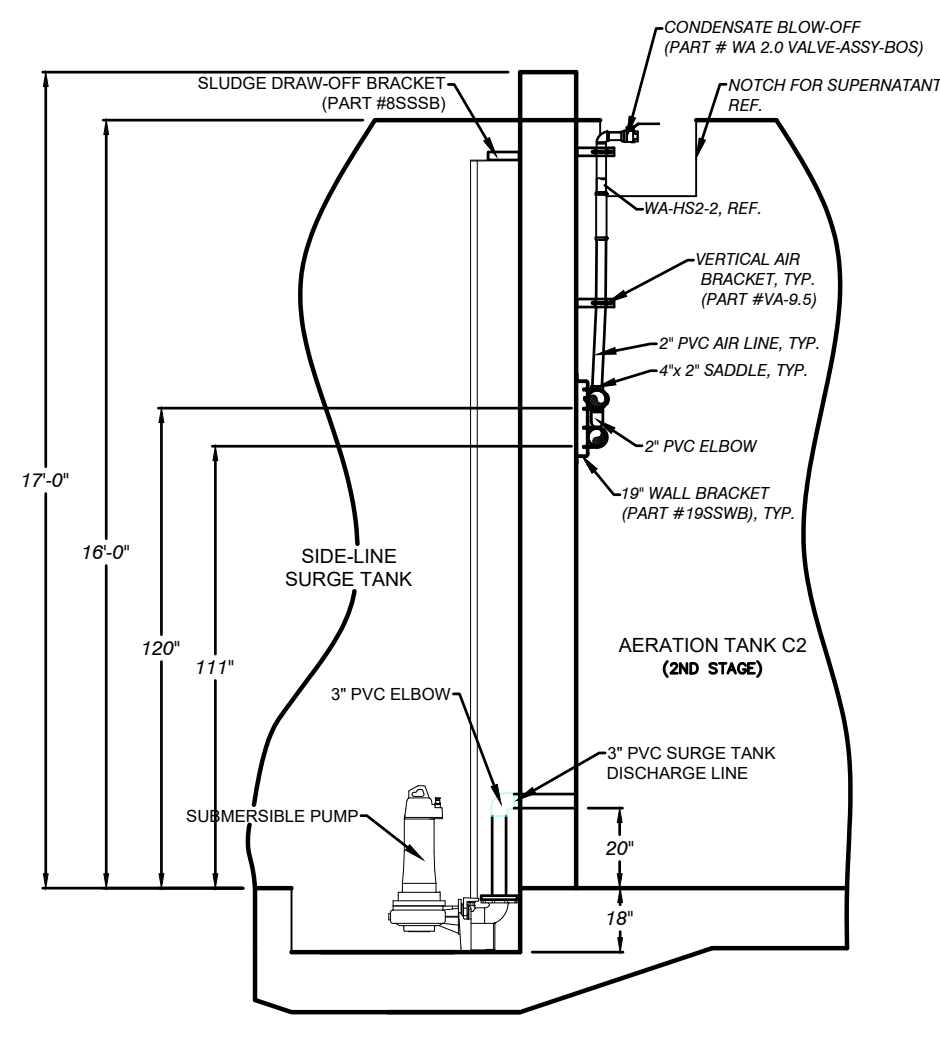 CONDENSATE BLOW-OFF
(PART # WA 2.0 VALVE-ASSY-BOS)
SLUDGE DRAW-OFF BRACKET
(PART #8SSSB)
NOTCH FOR SUPERNATANT
REF.
WA-HS2-2, REF.
VERTICAL AIR
BRACKET, TYP.
(PART #VA-9.5)
2" PVC AIR LINE, TYP.
4"x 2" SADDLE, TYP.
2" PVC ELBOW
19" WALL BRACKET
(PART #19SSWB), TYP.
17'-0"
16'-0"
120"
111"
SIDE-LINE
SURGE TANK
AERATION TANK C2
(2ND STAGE)
3" PVC ELBOW
3" PVC SURGE TANK
DISCHARGE LINE
SUBMERSIBLE PUMP
20"
18"